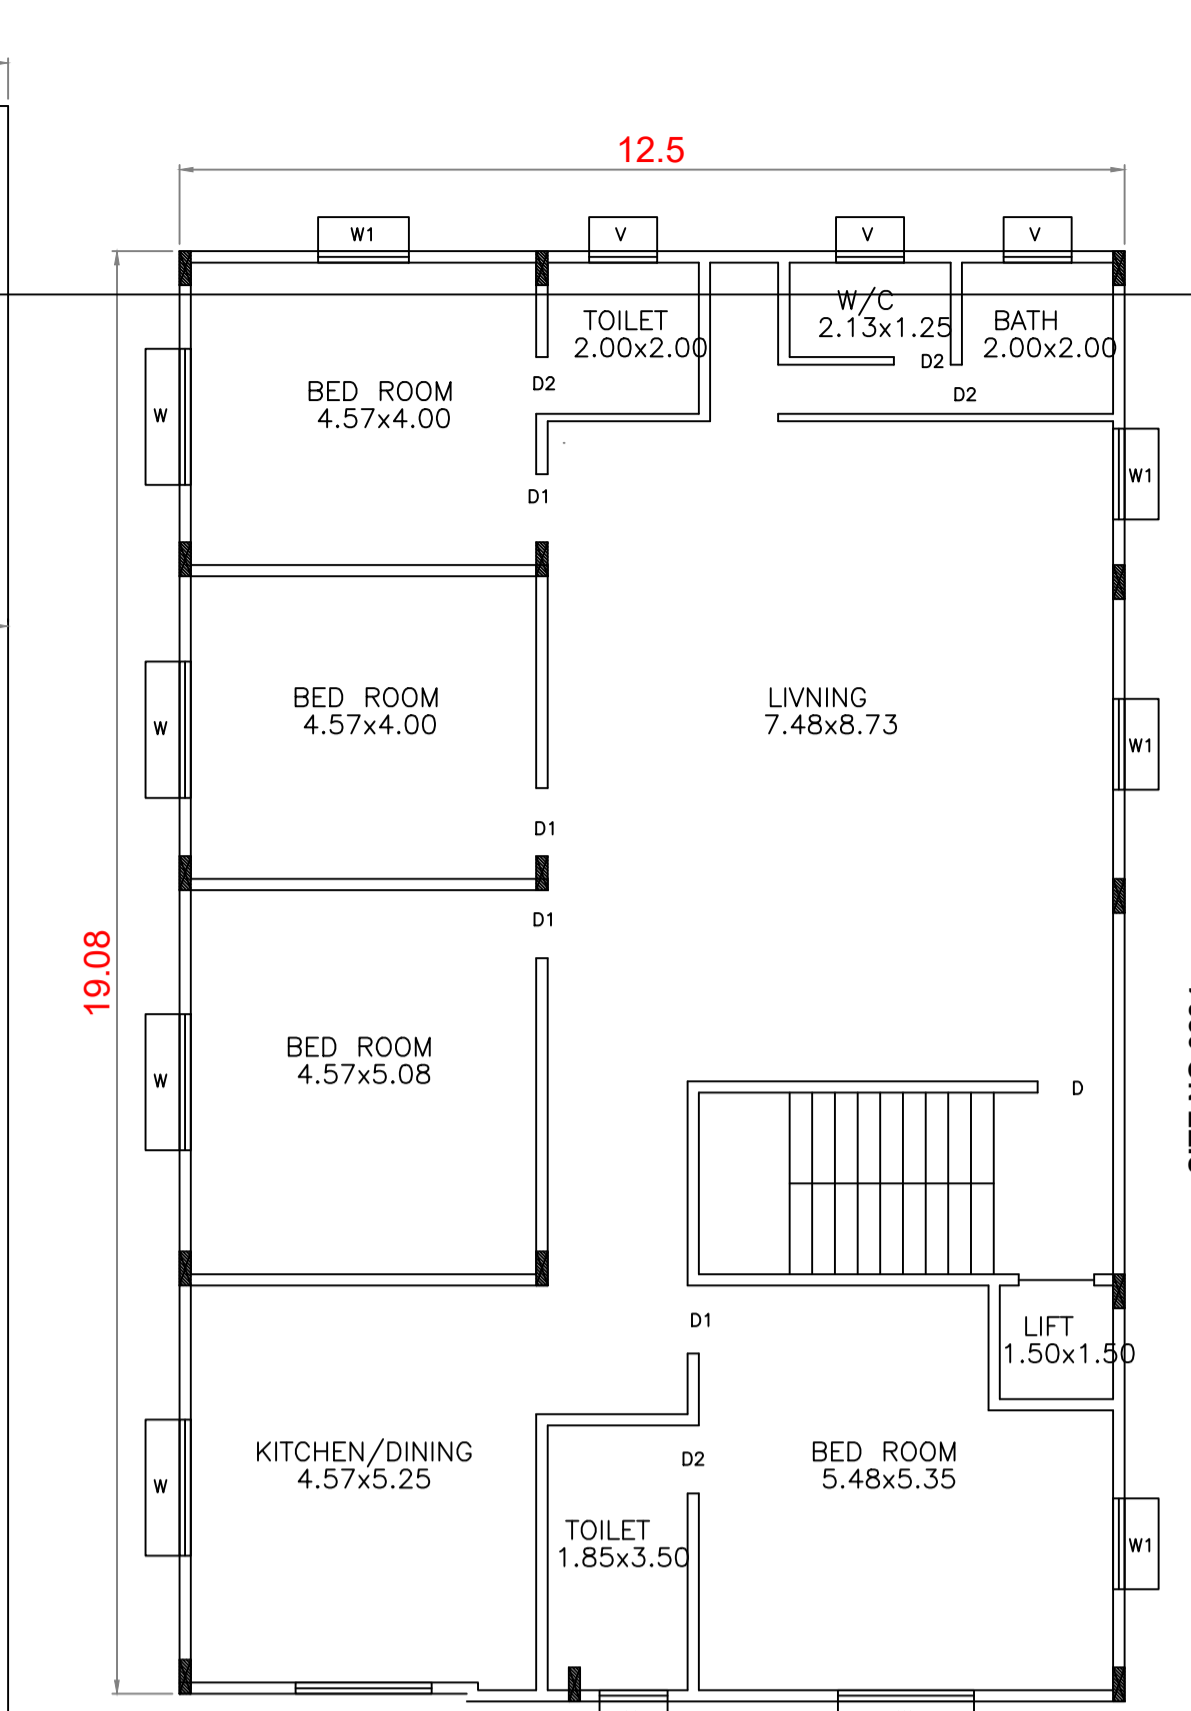 12.5
W1
V
V
V
W/C
2.13x1.25
TOILET
2.00x2.00
BATH
2.00x2.00
D2
D2
D2
BED ROOM
4.57x4.00
W
W1
D1
BED ROOM
4.57x4.00
LIVNING
7.48x8.73
W
W1
D1
D1
19.08
BED ROOM
4.57x5.08
W
D
D1
LIFT
1.50x1.50
KITCHEN/DINING
4.57x5.25
BED ROOM
5.48x5.35
D2
W
TOILET
1.85x3.50
W1